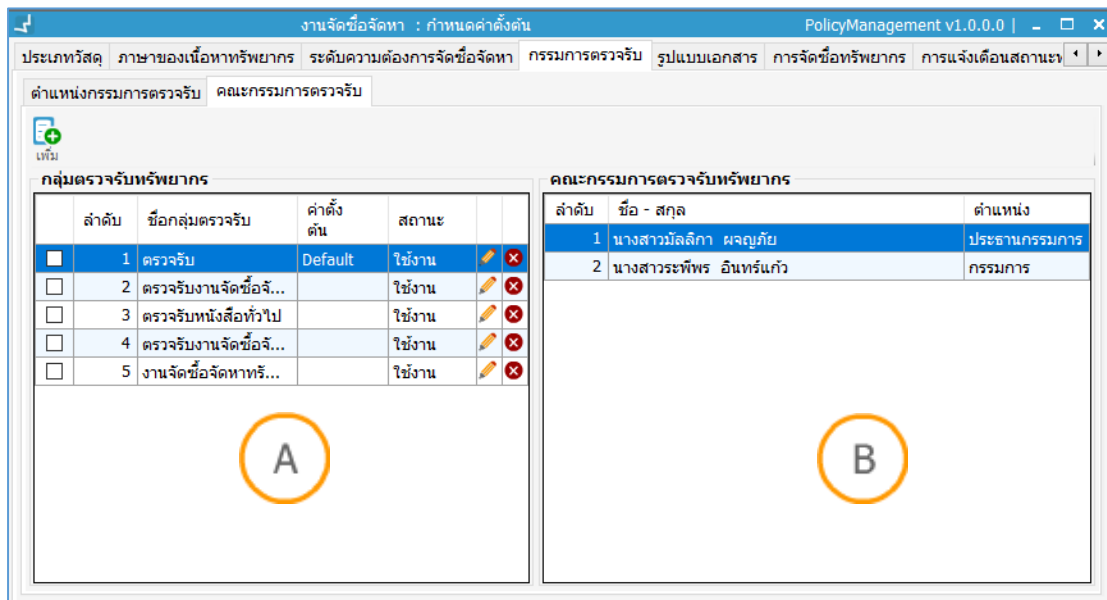 งานจัดซื้อจัดหา : กำหนดค่าตั้งต้น PolicyManagement v1.0.0.0 |
ประเภทวัสดุ ภาษาของเนื้อหาทรัพยากร ระดับความต้องการจัดซื้อจัดหา กรรมการตรวจรับ รูปแบบเอกสาร การจัดซื้อทรัพยากร การแจ้งเตือนสถานะ
ตำแหน่งกรรมการตรวจรับ คณะกรรมการตรวจรับ
เพิ่ม
กลุ่มตรวจรับทรัพยากร
ลำดับ ชื่อกลุ่มตรวจรับ ค่าตั้งต้น สถานะ
1 ตรวจรับ Default ใช้งาน
2 ตรวจรับงานจัดซื้อจั... ใช้งาน
3 ตรวจรับหนังสือทั่วไป ใช้งาน
4 ตรวจรับงานจัดซื้อจั... ใช้งาน
5 งานจัดซื้อจัดหาทรั... ใช้งาน
A
คณะกรรมการตรวจรับทรัพยากร
ลำดับ ชื่อ - สกุล ตำแหน่ง
1 นางสาวมัลลิกา ผจญภัย ประธานกรรมการ
2 นางสาวระพีพร อินทร์แก้ว กรรมการ
B